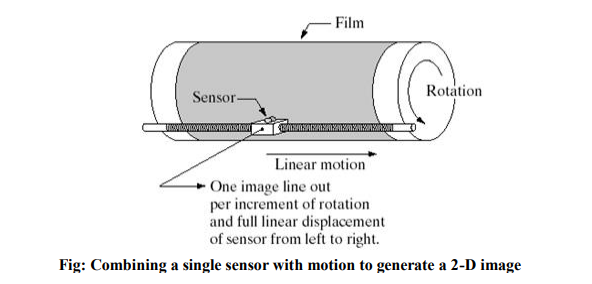 Film
Sensor
Rotation
Linear motion
One image line out
per increment of rotation
and full linear displacement
of sensor from left to right.
Fig: Combining a single sensor with motion to generate a 2-D image